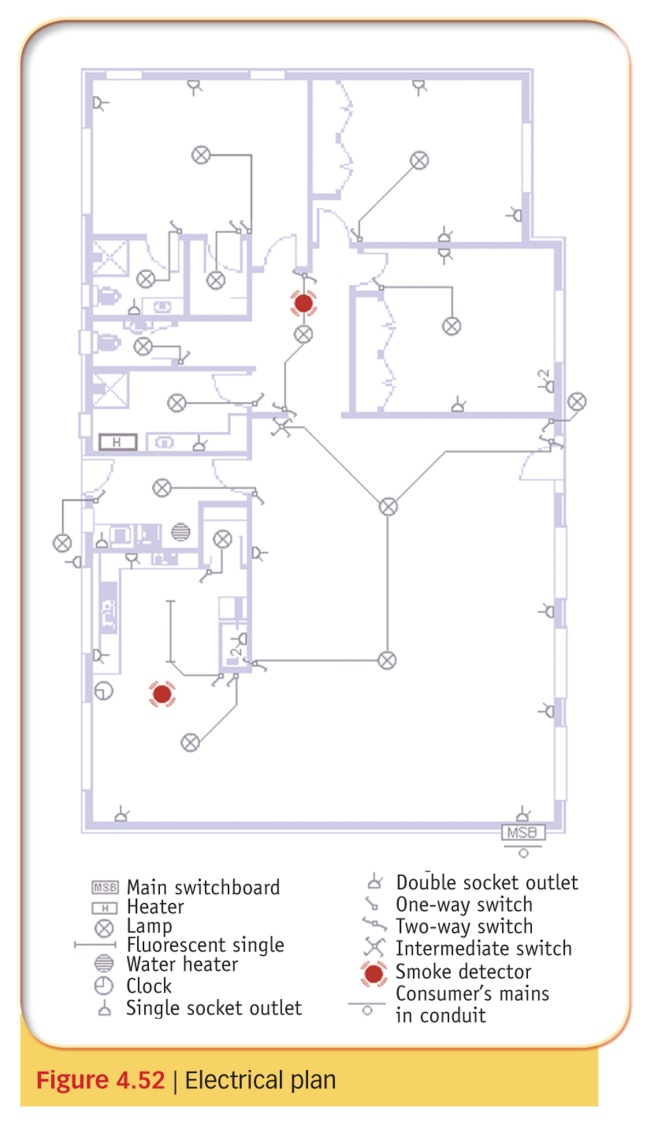 2
H
2
MSB
MSB Main switchboard
H Heater
Lamp
Fluorescent single
Water heater
Clock
Single socket outlet
Double socket outlet
One-way switch
Two-way switch
Intermediate switch
Smoke detector
Consumer's mains
in conduit
Figure 4.52 | Electrical plan